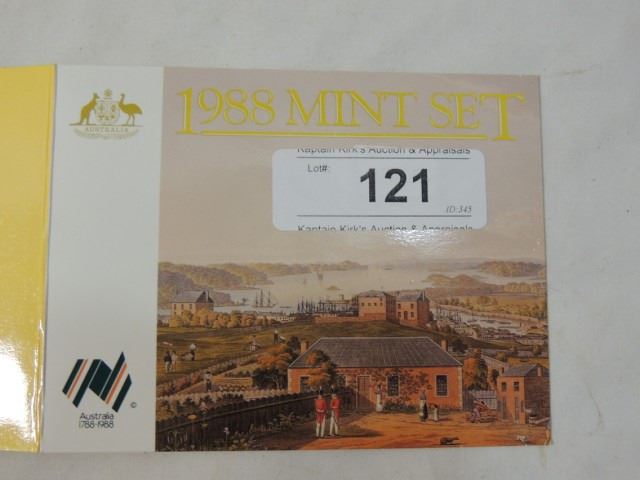 1988 MINT SET
AUSTRALIA
Kaptain Kirk's Auction & Appraisals
Lot#:
121
ID:345
Kaptain Kirk's Auction & Appraisals
Australia
1788-1988
©